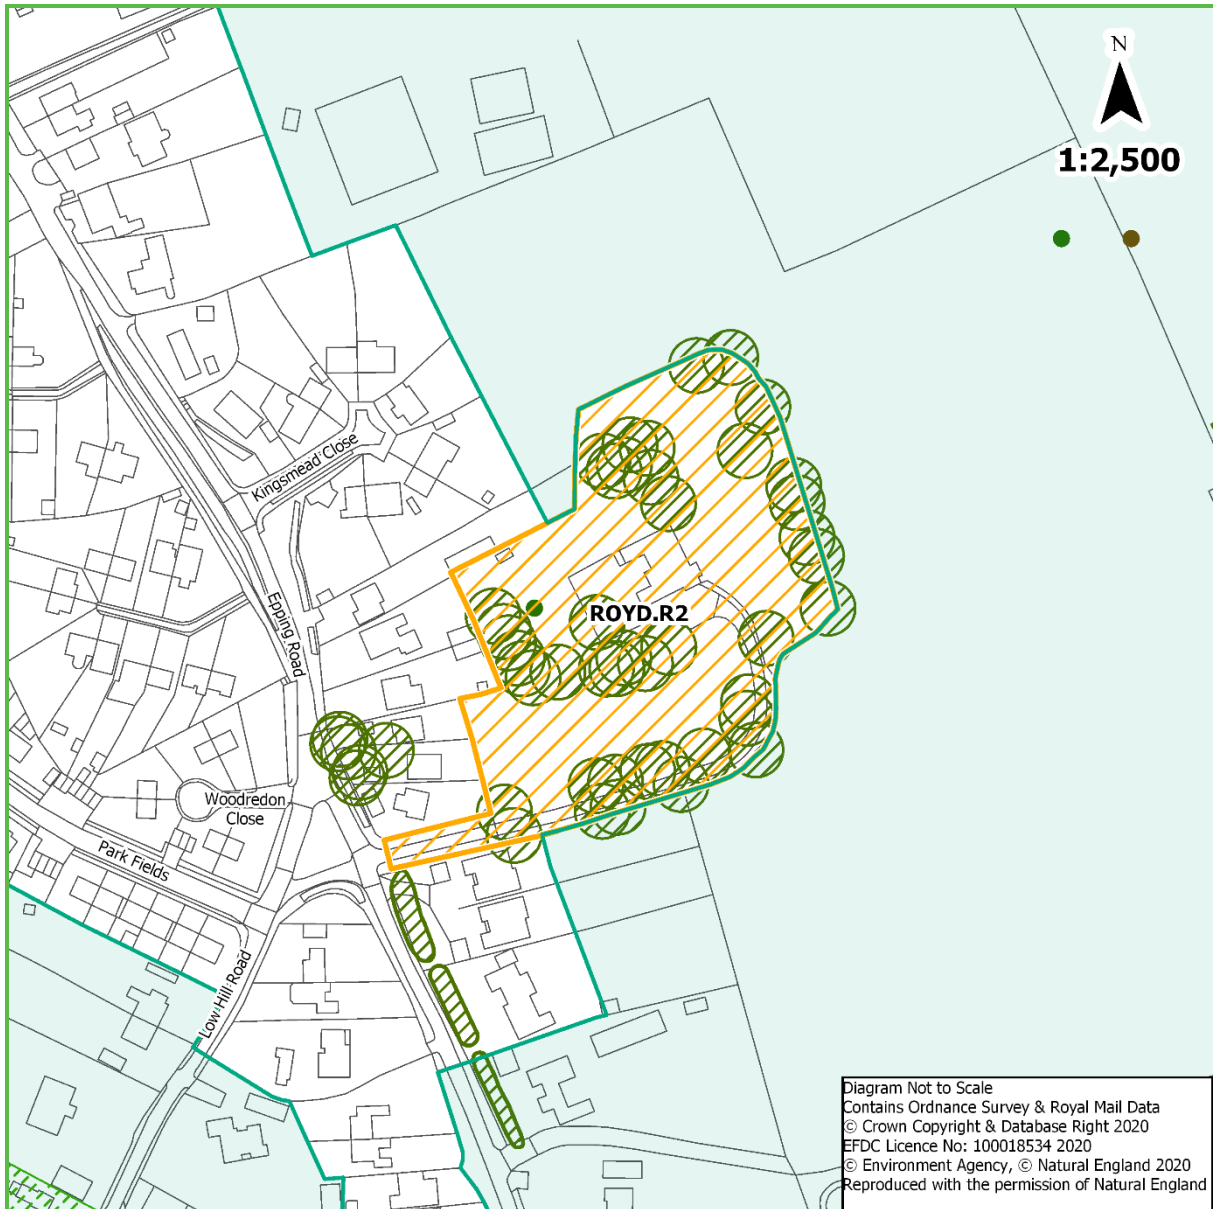 N
1:2,500
Kingsmead Close
Epping Road
ROYD.R2
Woodredon
Close
Park Fields
Low Hill Road
Diagram Not to Scale
Contains Ordnance Survey & Royal Mail Data
© Crown Copyright & Database Right 2020
EFDC Licence No: 100018534 2020
© Environment Agency, © Natural England 2020
Reproduced with the permission of Natural England